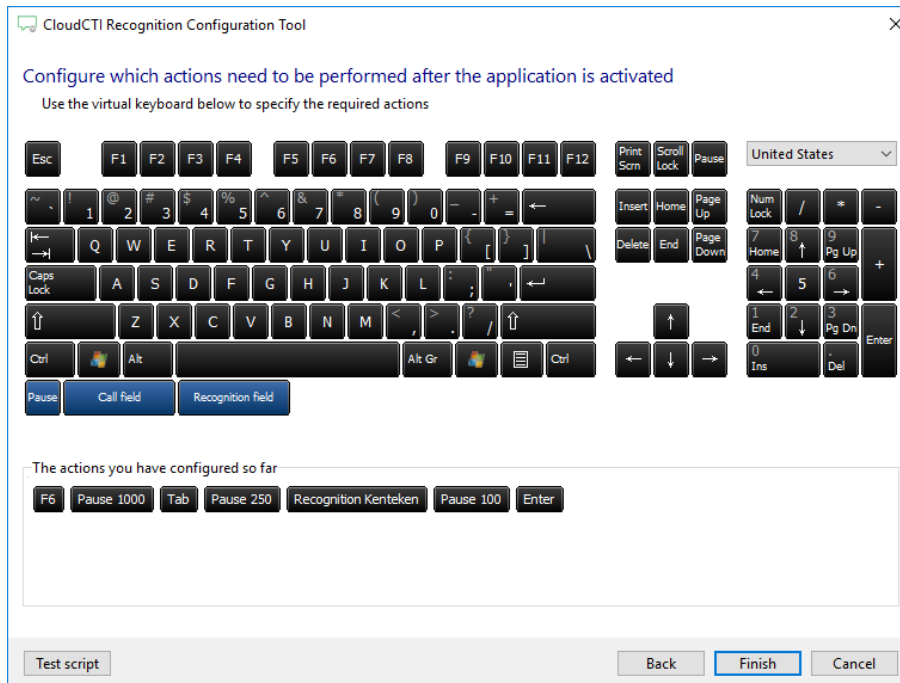 CloudCTI Recognition Configuration Tool
Configure which actions need to be performed after the application is activated
Use the virtual keyboard below to specify the required actions
Esc F1 F2 F3 F4 F5 F6 F7 F8 F9 F10 F11 F12 Print Scrn Scroll Lock Pause United States
~ ` ! 1 @ 2 # 3 $ 4 % 5 ^ 6 & 7 * 8 ( 9 ) 0 _ - + = ← Insert Home Page Up Num Lock / * -
Q W E R T Y U I O P { [ } ] | \ Delete End Page Down 7 Home 8 ↑ 9 Pg Up +
Caps Lock A S D F G H J K L : ; " ' ↵ 4 ← 5 6 →
⇧ Z X C V B N M < , > . ? / ⇧ ↑ 1 End 2 ↓ 3 Pg Dn Enter
Ctrl Alt Alt Gr Ctrl ← ↓ → 0 Ins . Del
Pause Call field Recognition field
The actions you have configured so far
F6 Pause 1000 Tab Pause 250 Recognition Kenteken Pause 100 Enter
Test script Back Finish Cancel